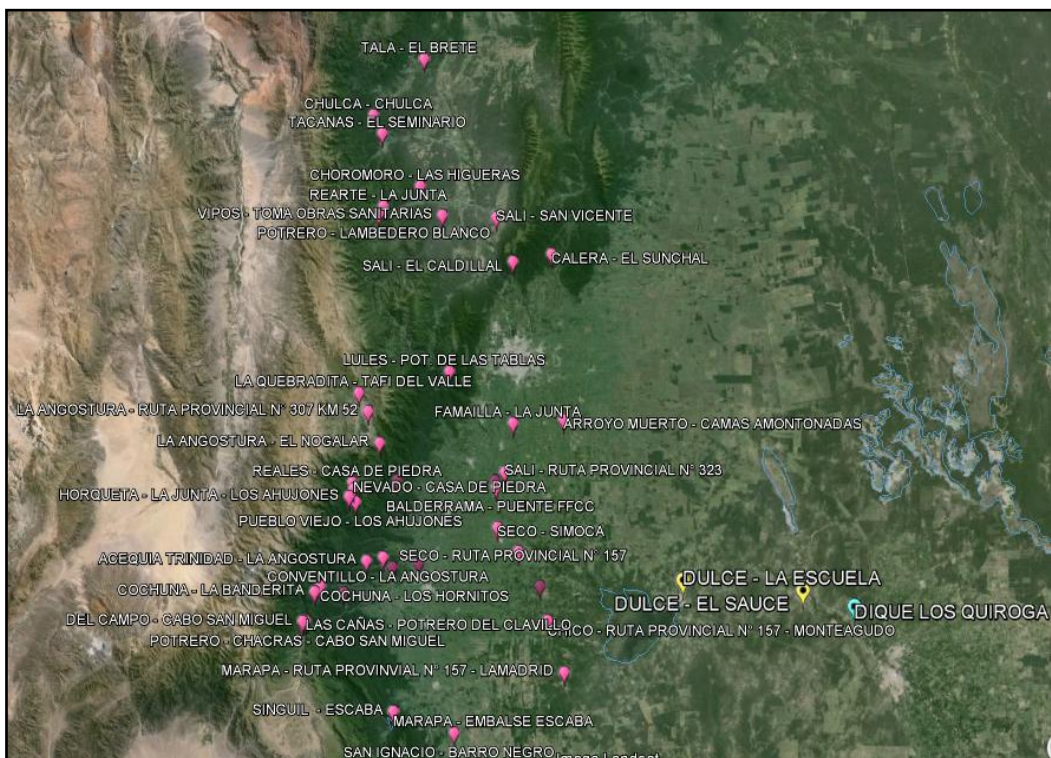 TALA - EL BRETE
CHULCA - CHULCA
TACANAS - EL SEMINARIO
CHOROMORO - LAS HIGUERAS
REARTE - LA JUNTA
VIPOS - TOMA OBRAS SANITARIAS
SALI - SAN VICENTE
POTRERO - LAMBEDERO BLANCO
CALERA - EL SUNCHAL
SALI - EL CALDILLAL
LULES - POT. DE LAS TABLAS
LA QUEBRADITA - TAFI DEL VALLE
LA ANGOSTURA - RUTA PROVINCIAL N° 307 KM 52
FAMAILLA - LA JUNTA
ARROYO MUERTO - CAMAS AMONTONADAS
LA ANGOSTURA - EL NOGALAR
REALES - CASA DE PIEDRA
SALI - RUTA PROVINCIAL N° 323
NEVADO - CASA DE PIEDRA
HORQUETA - LA JUNTA - LOS AHUJONES
BALDERRAMA - PUENTE FFCC
PUEBLO VIEJO - LOS AHUJONES
SECO - SIMOCA
ACEQUIA TRINIDAD - LA ANGOSTURA
SECO - RUTA PROVINCIAL N° 157
CONVENTILLO - LA ANGOSTURA
DULCE - LA ESCUELA
COCHUNA - LA BANDERITA
COCHUNA - LOS HORNITOS
DULCE - EL SAUCE
DIQUE LOS QUIROGA
DEL CAMPO - CABO SAN MIGUEL
LAS CAÑAS - POTRERO DEL CLAVILLO
CHICO - RUTA PROVINCIAL N° 157 - MONTEAGUDO
POTRERO - CHACRAS - CABO SAN MIGUEL
MARAPA - RUTA PROVINVIAL N° 157 - LAMADRID
SINGUIL - ESCABA
MARAPA - EMBALSE ESCABA
SAN IGNACIO - BARRO NEGRO
Image Landsat